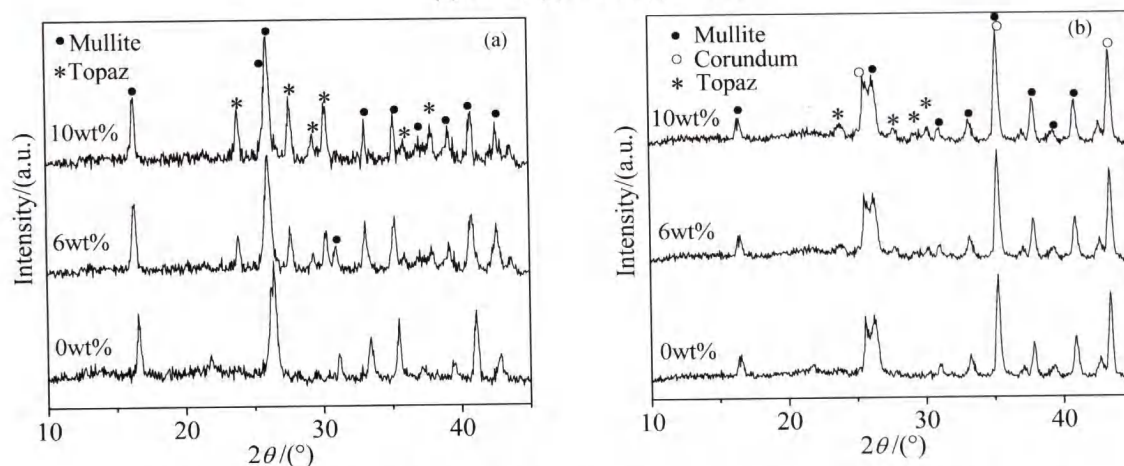 (a)
● Mullite
* Topaz
10wt%
6wt%
0wt%
Intensity/(a.u.)
10 20 30 40
2θ/(°)
(b)
● Mullite
○ Corundum
* Topaz
10wt%
6wt%
0wt%
Intensity/(a.u.)
10 20 30 40
2θ/(°)